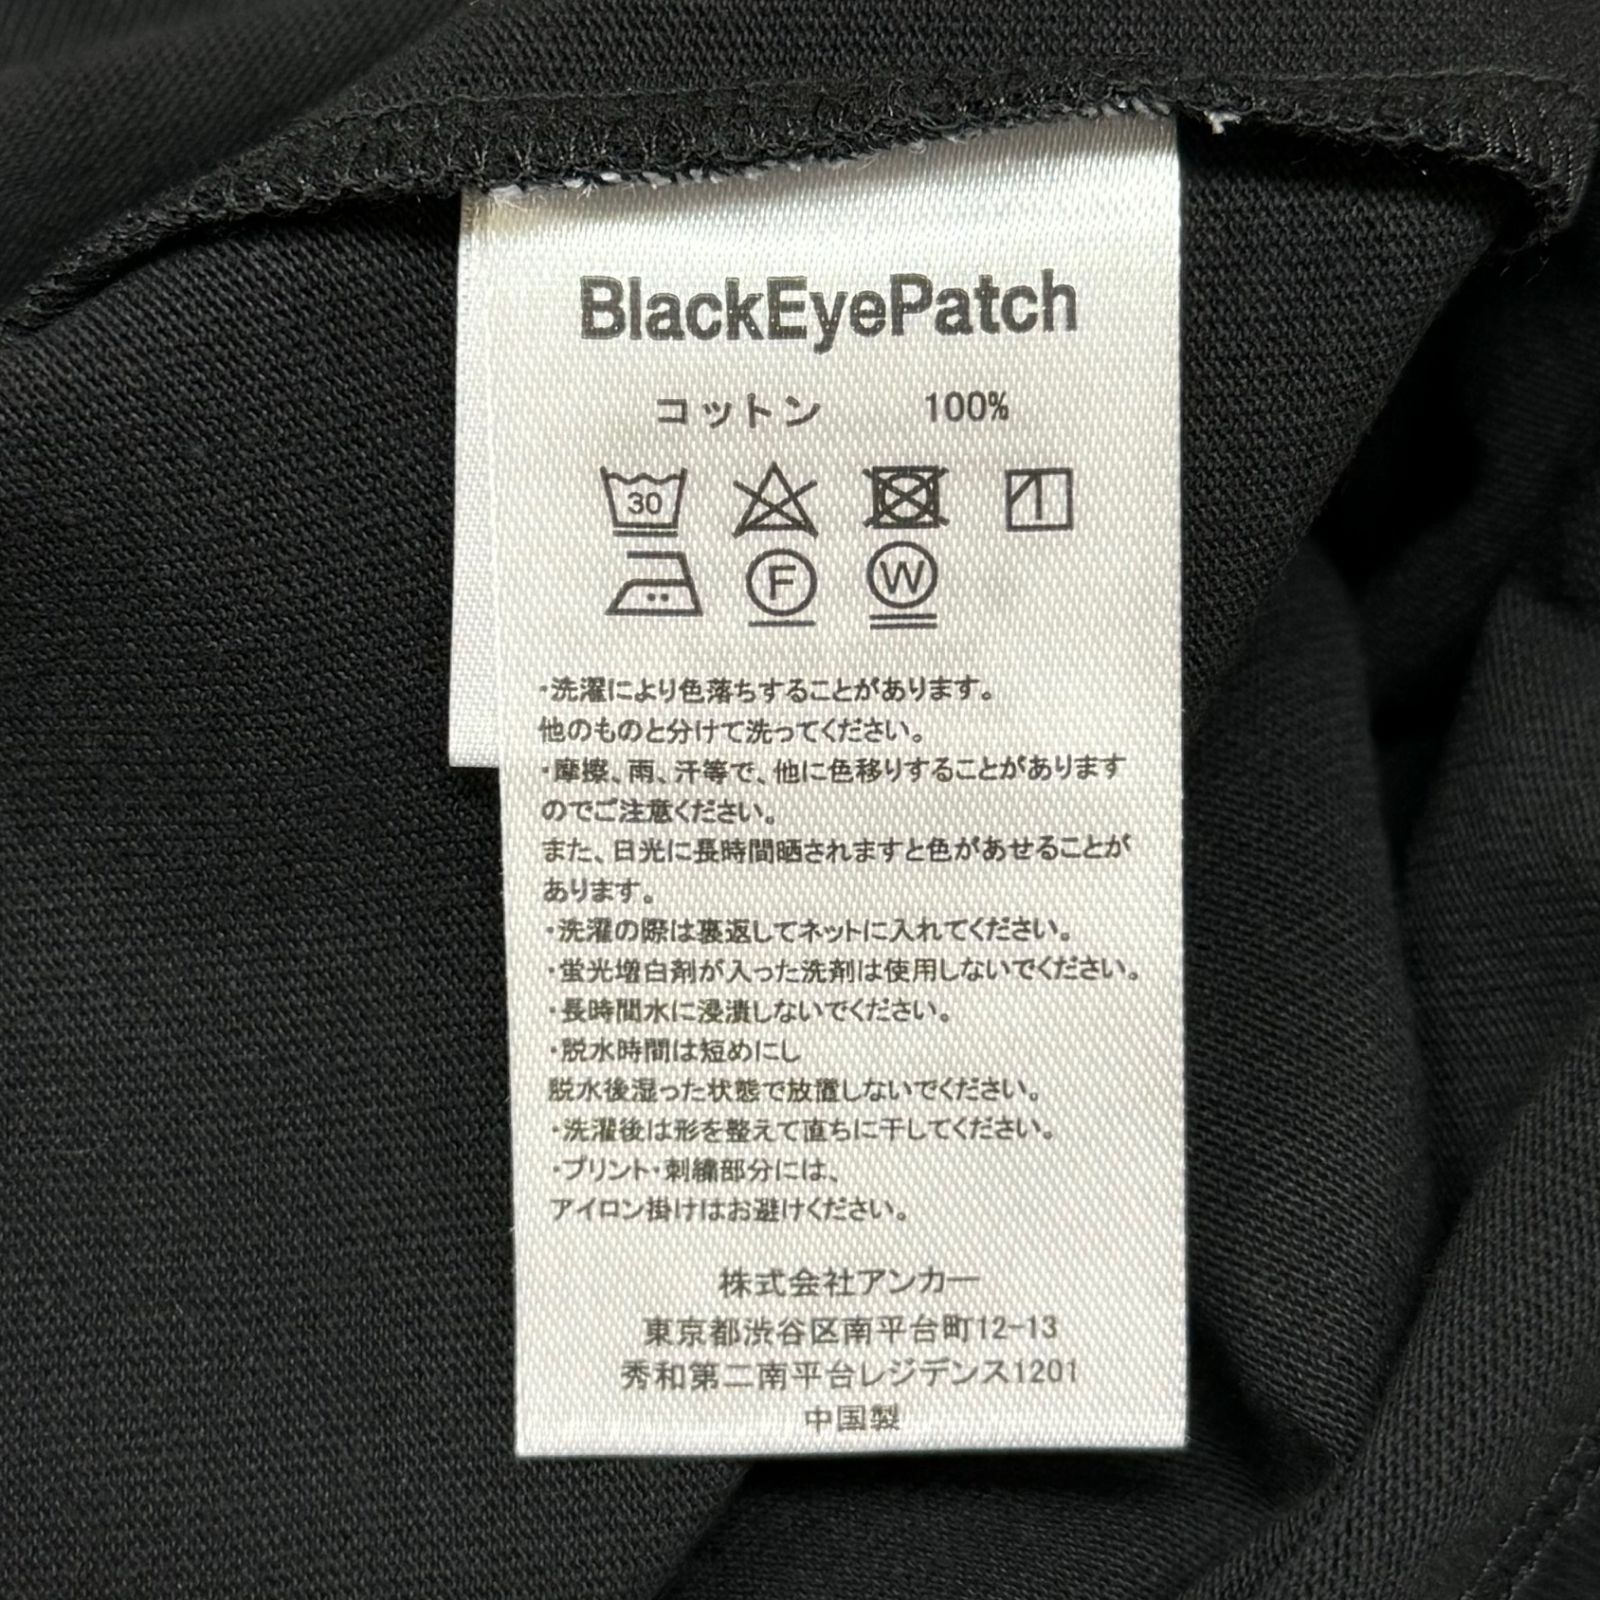 BlackEyePatch
コットン 100%
30
F W
・洗濯により色落ちすることがあります。
他のものと分けて洗ってください。
・摩擦、雨、汗等で、他に色移りすることがあります
のでご注意ください。
また、日光に長時間晒されますと色があせることが
あります。
・洗濯の際は裏返してネットに入れてください。
・蛍光増白剤が入った洗剤は使用しないでください。
・長時間水に浸漬しないでください。
・脱水時間は短めにし
脱水後湿った状態で放置しないでください。
・洗濯後は形を整えて直ちに干してください。
・プリント・刺繍部分には、
アイロン掛けはお避けください。
株式会社アンカー
東京都渋谷区南平台町12-13
秀和第二南平台レジデンス1201
中国製